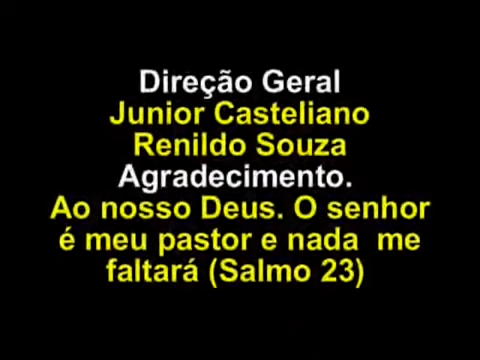 Direção Geral
Junior Casteliano
Renildo Souza
Agradecimento.
Ao nosso Deus. O senhor
é meu pastor e nada  me
faltará (Salmo 23)